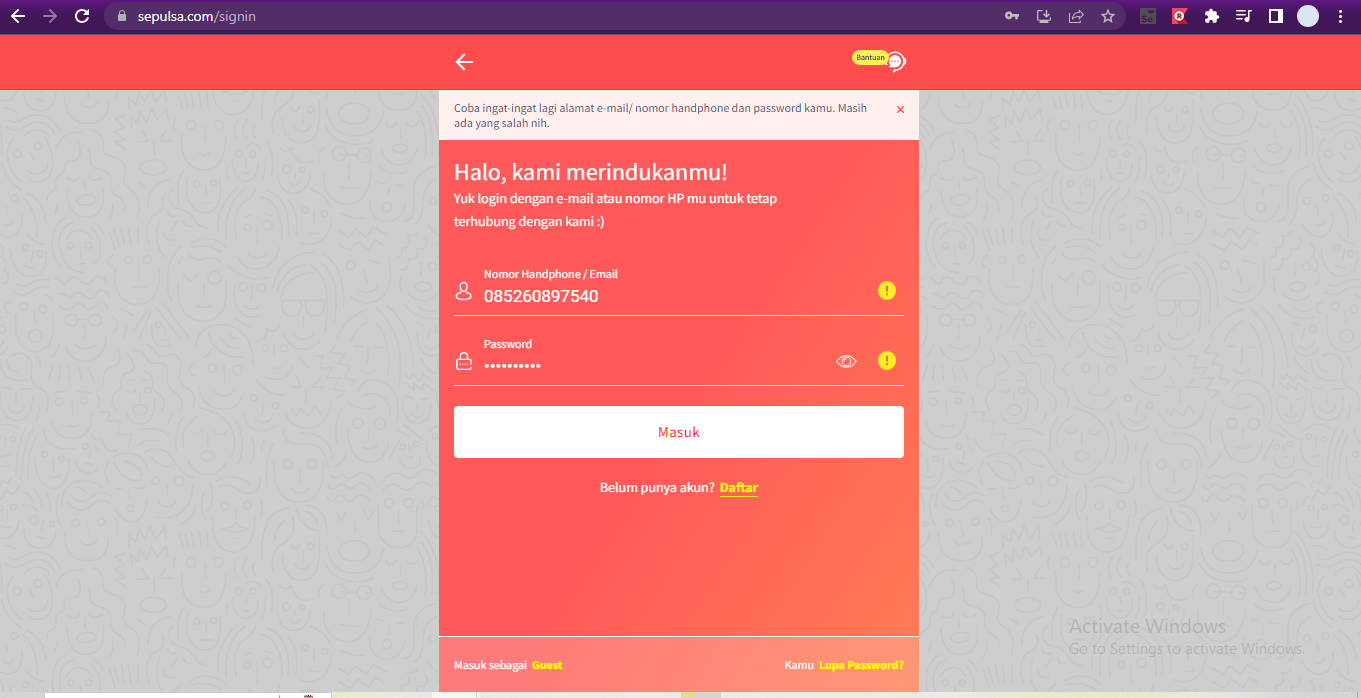 sepulsa.com/signin
Se
Bantuan
Coba ingat-ingat lagi alamat e-mail/ nomor handphone dan password kamu. Masih
ada yang salah nih.
Halo, kami merindukanmu!
Yuk login dengan e-mail atau nomor HP mu untuk tetap
terhubung dengan kami :)
Nomor Handphone / Email
085260897540
Password
••••••••••
Masuk
Belum punya akun? Daftar
Activate Windows
Go to Settings to activate Windows.
Masuk sebagai Guest
Kamu Lupa Password?